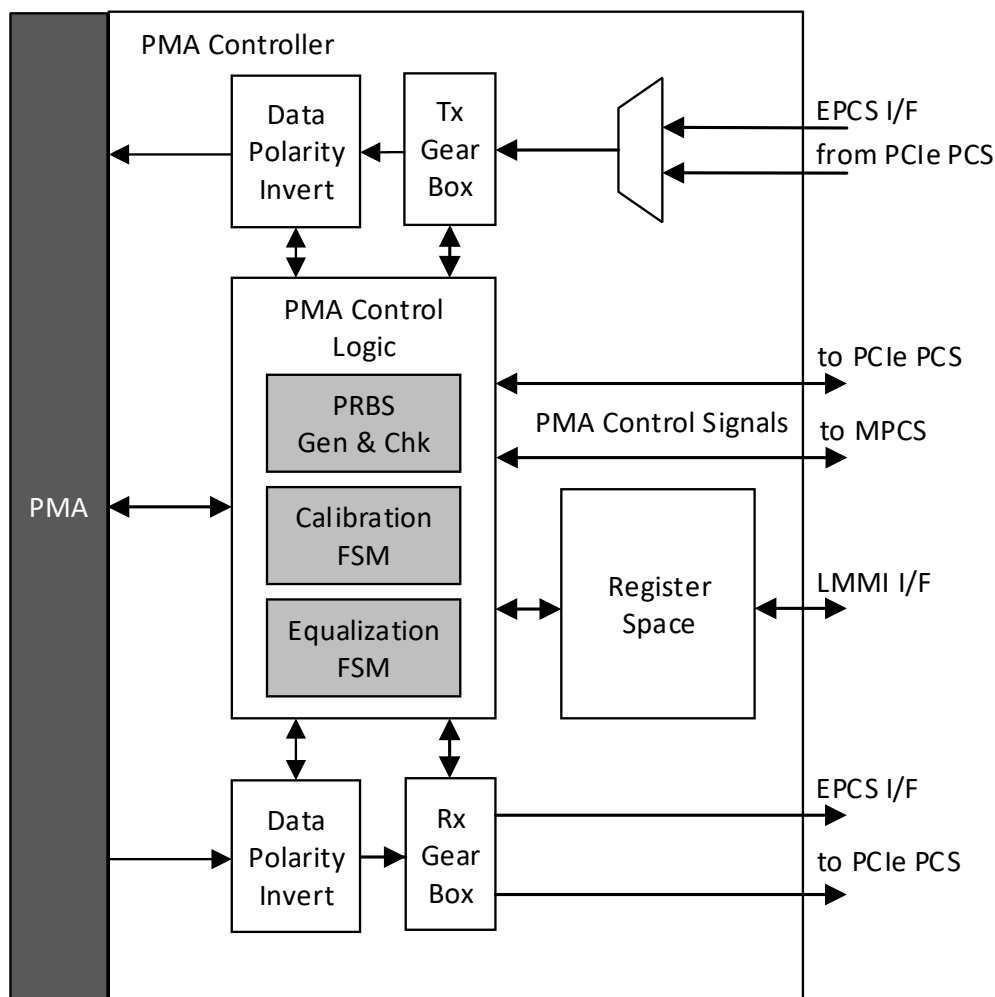 PMA Controller
Data
Polarity
Invert
Tx
Gear
Box
EPCS I/F
from PCIe PCS
PMA Control
Logic
PRBS
Gen & Chk
Calibration
FSM
Equalization
FSM
to PCIe PCS
PMA Control Signals
to MPCS
PMA
Register
Space
LMMI I/F
Data
Polarity
Invert
Rx
Gear
Box
EPCS I/F
to PCIe PCS